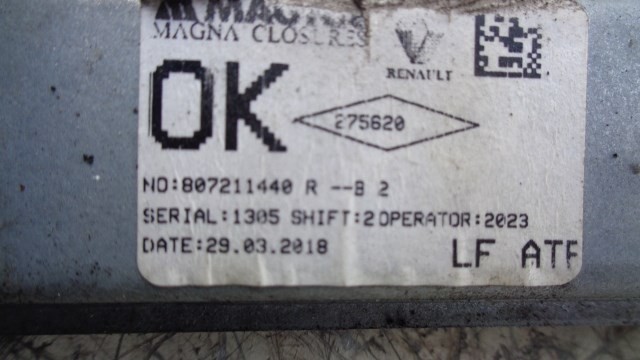 MAGNA CLOSURES
RENAULT
OK
275620
NO:807211440 R --B 2
SERIAL:1305 SHIFT:2 OPERATOR:2023
DATE:29.03.2018
LF ATF